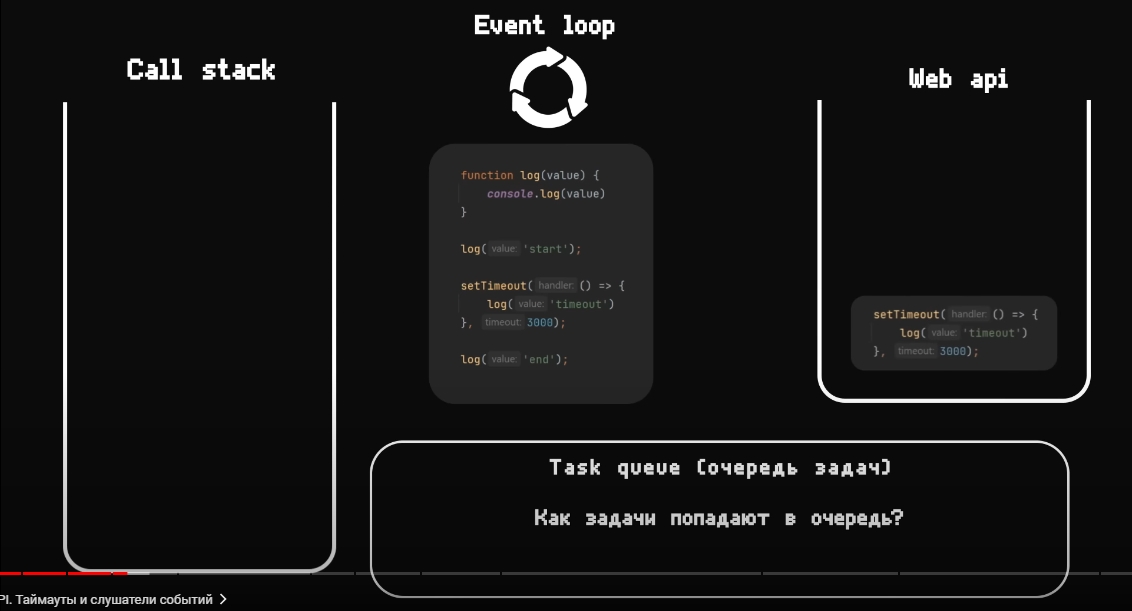 Event loop
Call stack
Web api
function log(value) {
console.log(value)
}
log( value: 'start');
setTimeout( handler: () => {
log( value: 'timeout')
}, timeout: 3000);
log( value: 'end');
setTimeout( handler: () => {
log( value: 'timeout')
}, timeout: 3000);
Task queue (очередь задач)
Как задачи попадают в очередь?
PI. Таймауты и слушатели событий